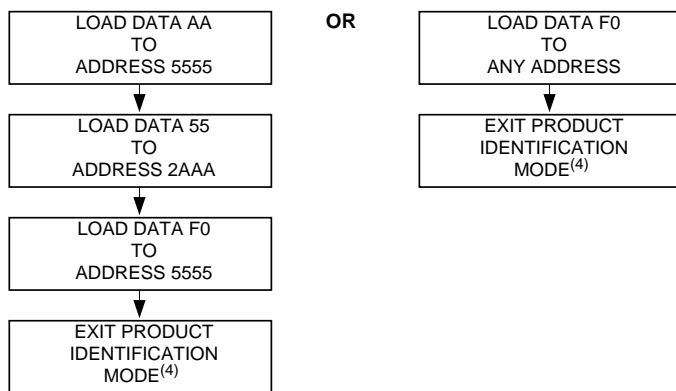 LOAD DATA AA
TO
ADDRESS 5555
LOAD DATA 55
TO
ADDRESS 2AAA
LOAD DATA F0
TO
ADDRESS 5555
EXIT PRODUCT
IDENTIFICATION
MODE(4)
OR
LOAD DATA F0
TO
ANY ADDRESS
EXIT PRODUCT
IDENTIFICATION
MODE(4)